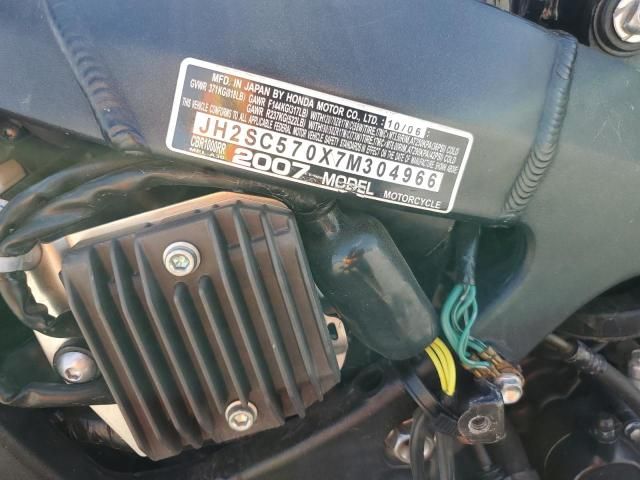 MFD. IN JAPAN BY HONDA MOTOR CO., LTD. 10/06
GVWR 371KG(818LB) GAWR F144KG(317LB)
GAWR R237KG(522LB)
THIS VEHICLE CONFORMS TO ALL APPLICABLE FEDERAL MOTOR VEHICLE SAFETY STANDARDS IN EFFECT ON THE DATE OF MANUFACTURE SHOWN ABOVE.
JH2SC570X7M304966
CBR1000RR
2007 MODEL MOTORCYCLE